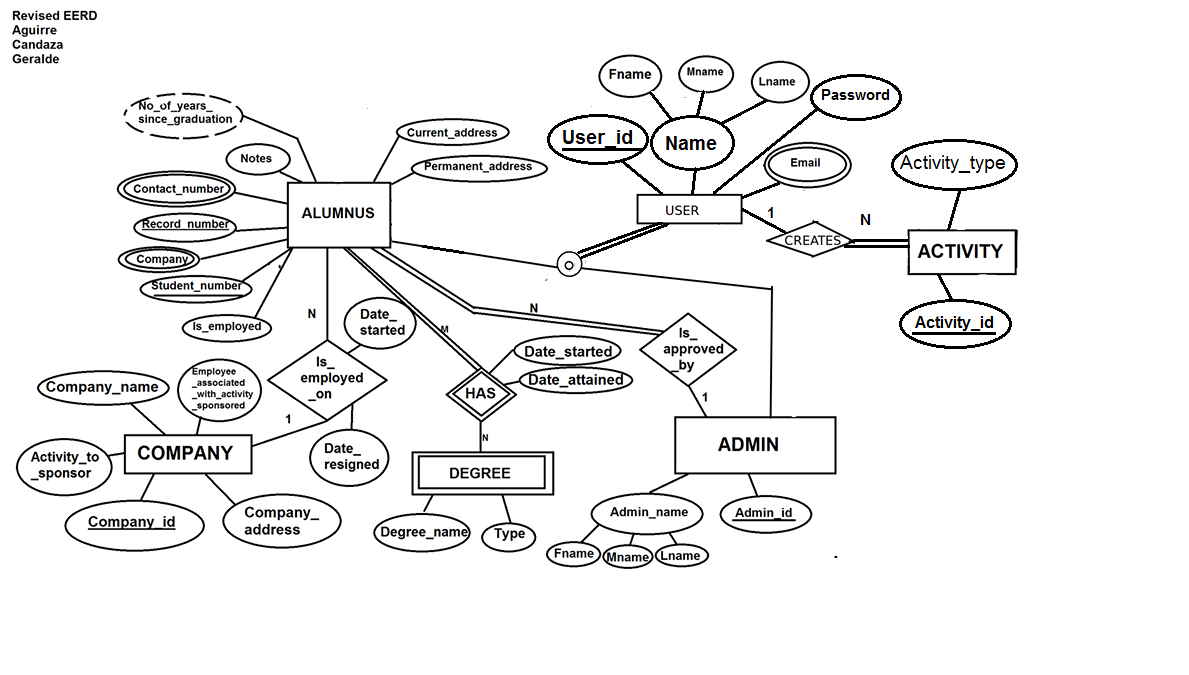 Revised EERD
Aguirre
Candaza
Geralde
Fname
Mname
Lname
Password
No_of_years_
since_graduation
Current_address
User_id
Name
Notes
Permanent_address
Email
Activity_type
Contact_number
ALUMNUS
USER
1
N
Record_number
CREATES
ACTIVITY
Company
Student_number
Is_employed
N
Date_
started
N
M
Activity_id
Is_
approved
_by
Is_
employed
_on
Date_started
Date_attained
HAS
Company_name
Employee
_associated
_with_activity
_sponsored
1
1
N
COMPANY
Date_
resigned
ADMIN
Activity_to
_sponsor
DEGREE
Company_id
Company_
address
Degree_name
Type
Admin_name
Admin_id
Fname
Mname
Lname